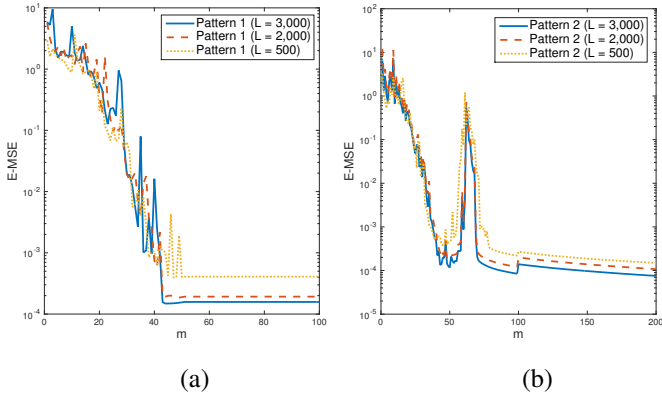 10^1
10^0
10^-1
10^-2
10^-3
10^-4
E-MSE
0 20 40 60 80 100
m
Pattern 1 (L = 3,000)
Pattern 1 (L = 2,000)
Pattern 1 (L = 500)
(a)
10^2
10^1
10^0
10^-1
10^-2
10^-3
10^-4
10^-5
E-MSE
0 50 100 150 200
m
Pattern 2 (L = 3,000)
Pattern 2 (L = 2,000)
Pattern 2 (L = 500)
(b)